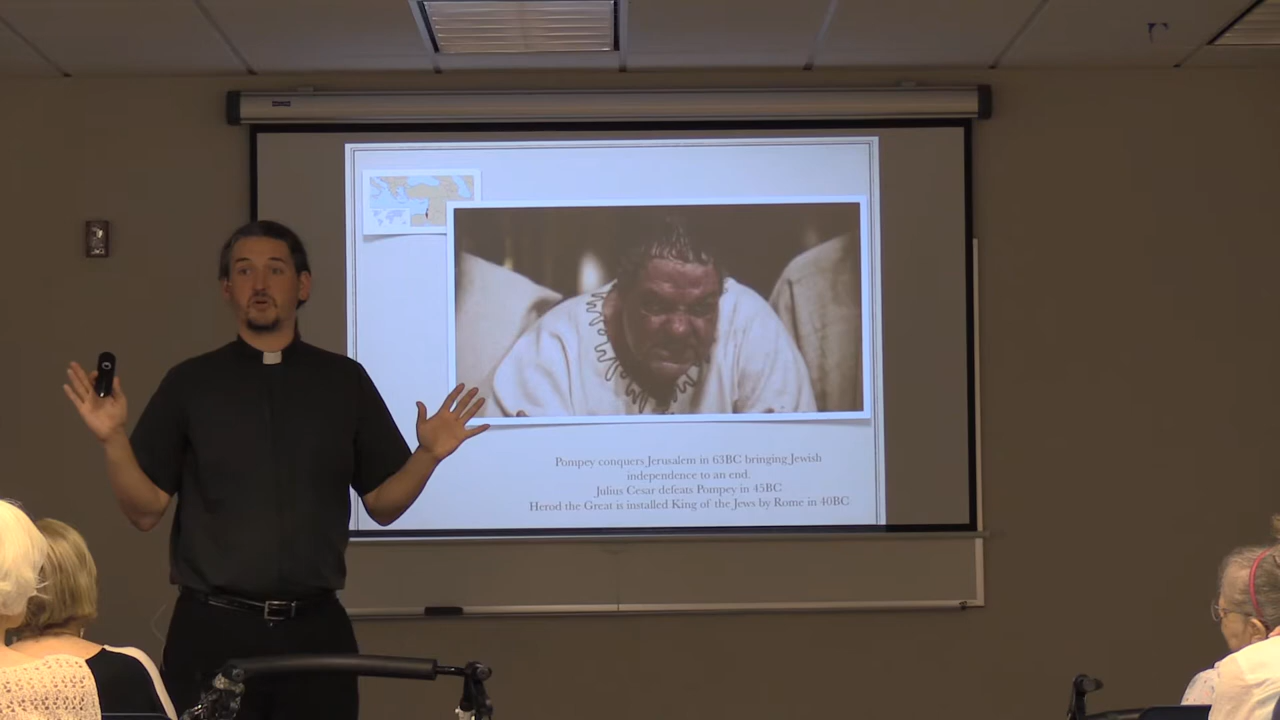 Pompey conquers Jerusalem in 63BC bringing Jewish
independence to an end.
Julius Cesar defeats Pompey in 45BC
Herod the Great is installed King of the Jews by Rome in 40BC